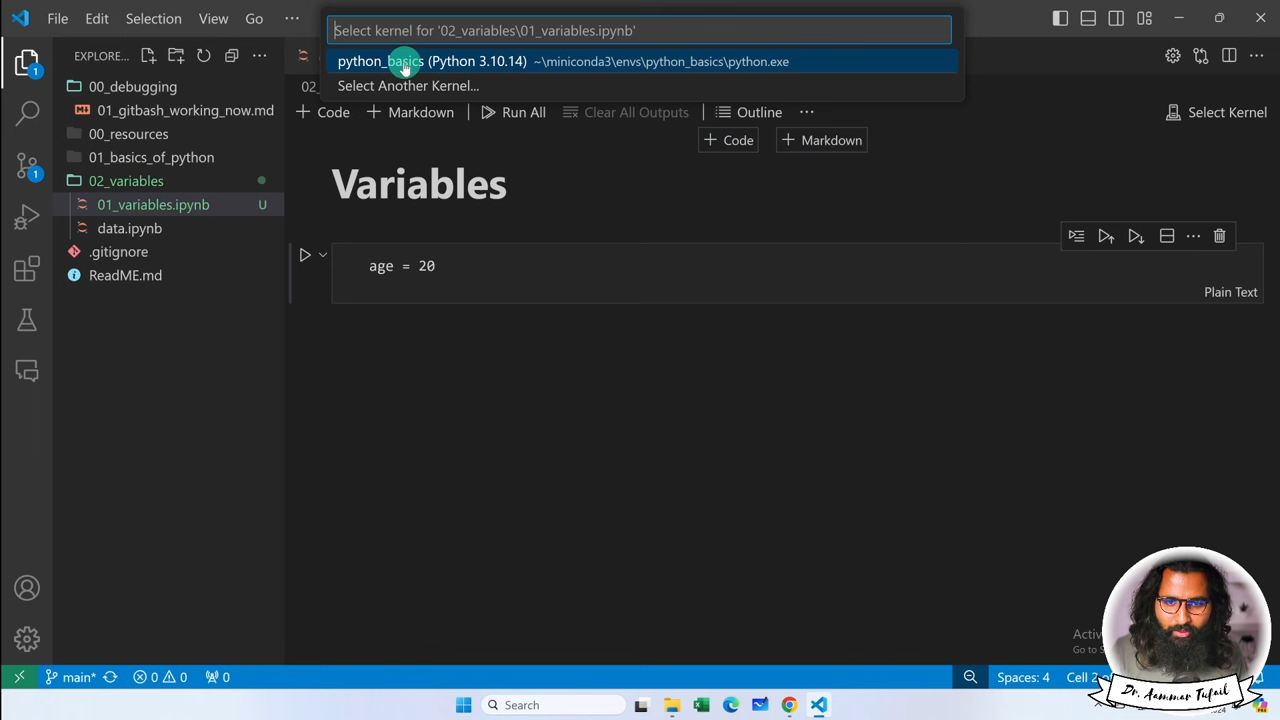 File Edit Selection View Go ···
Select kernel for '02_variables\01_variables.ipynb'
python_basics (Python 3.10.14) ~\miniconda3\envs\python_basics\python.exe
Select Another Kernel...
EXPLORE... ···
1
00_debugging
01_gitbash_working_now.md
00_resources
01_basics_of_python
02_variables
01_variables.ipynb U
data.ipynb
.gitignore
ReadME.md
1
02_
+ Code + Markdown Run All Clear All Outputs Outline ··· Select Kernel
+ Code + Markdown
Variables
age = 20
Plain Text
main* 0 0 0 Spaces: 4
Search
Dr. Aammar Tufail